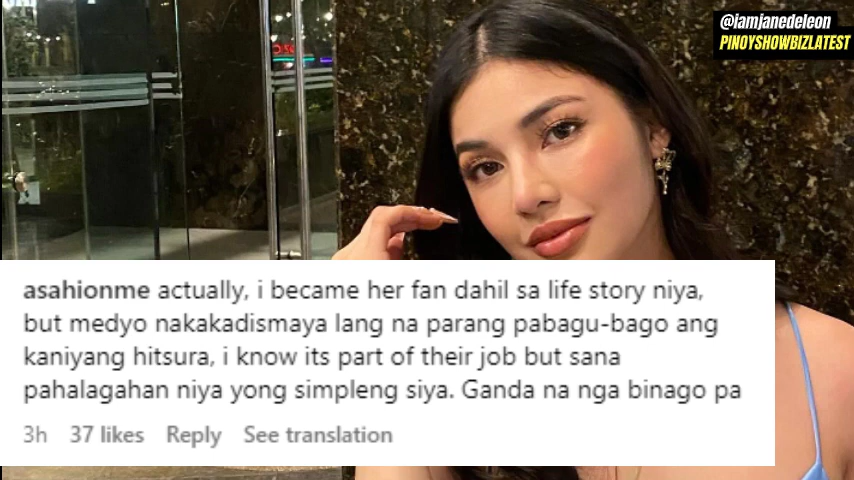 @iamjanedeleon
PINOYSHOWBIZLATEST
asahionme actually, i became her fan dahil sa life story niya,
but medyo nakakadismaya lang na parang pabagu-bago ang
kaniyang hitsura, i know its part of their job but sana
pahalagahan niya yong simpleng siya. Ganda na nga binago pa
3h 37 likes Reply See translation